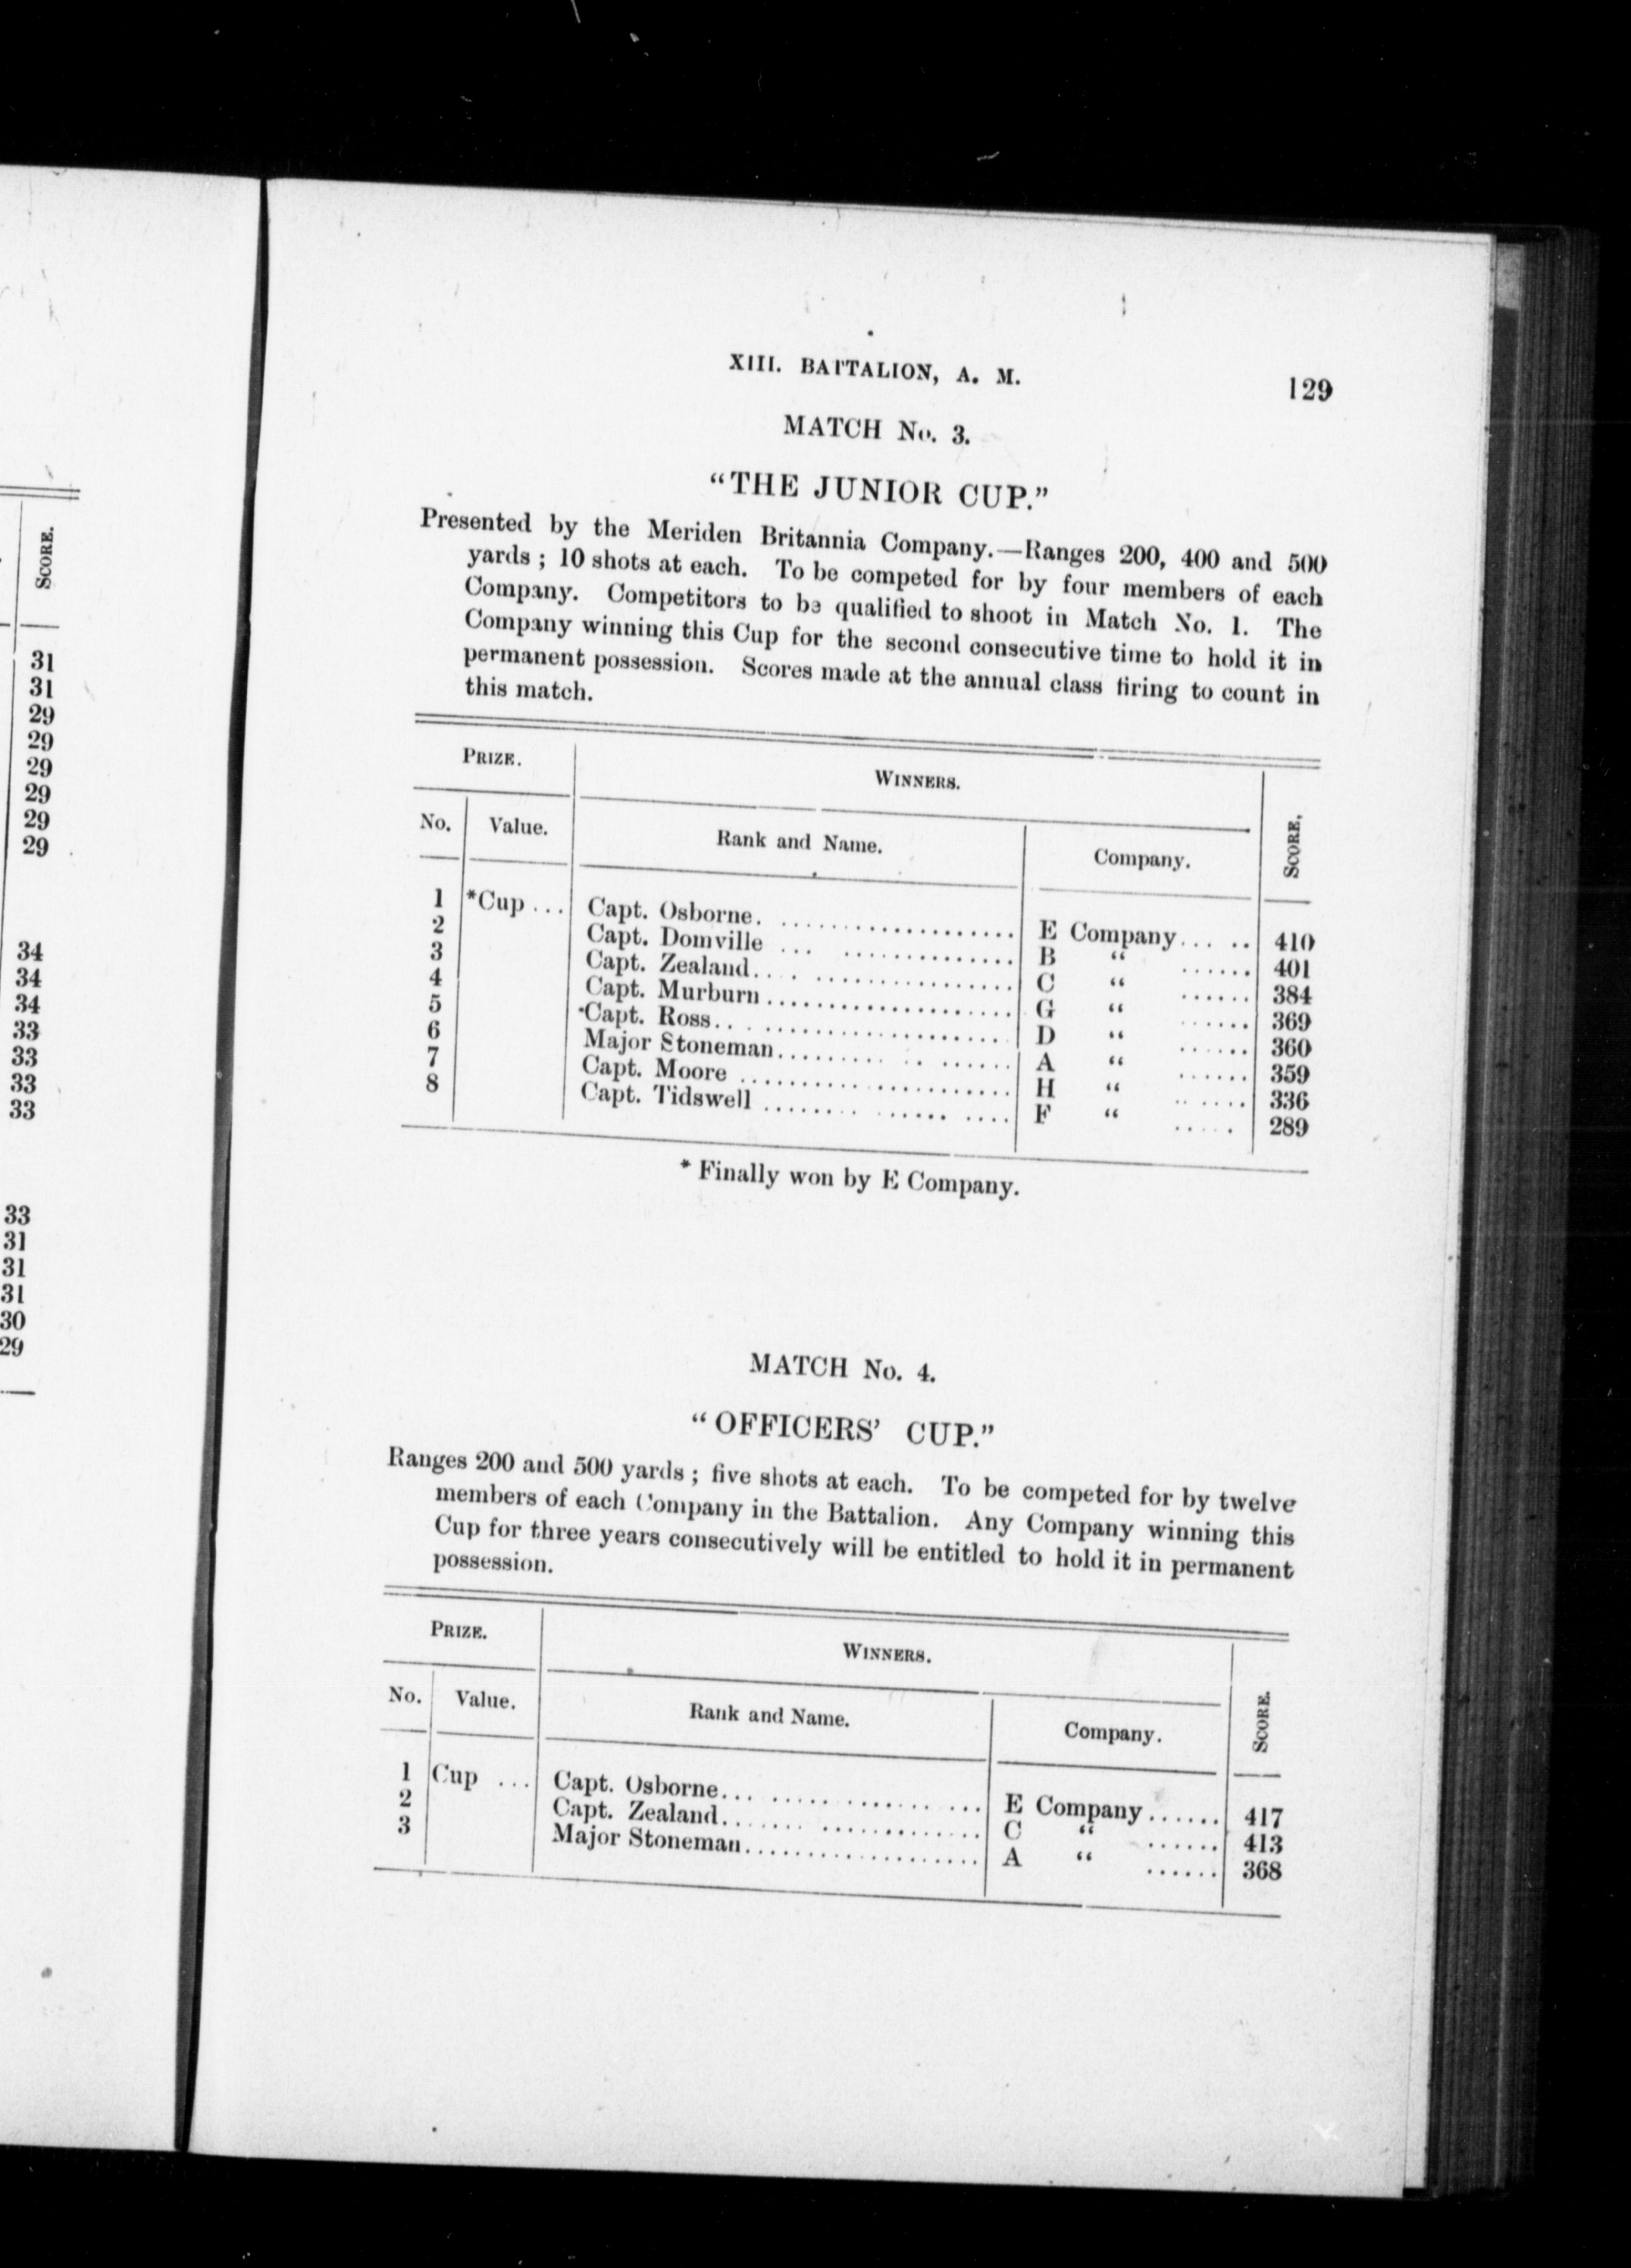 SCORE.
31
31
29
29
29
29
29
29
34
34
34
33
33
33
33
33
31
31
31
30
29
XIII. BATTALION, A. M.
129
MATCH No. 3.
"THE JUNIOR CUP."
Presented by the Meriden Britannia Company.—Ranges 200, 400 and 500
yards ; 10 shots at each. To be competed for by four members of each
Company. Competitors to be qualified to shoot in Match No. 1. The
Company winning this Cup for the second consecutive time to hold it in
permanent possession. Scores made at the annual class firing to count in
this match.
PRIZE. WINNERS. SCORE.
No. Value. Rank and Name. Company.
1 *Cup ... Capt. Osborne. .................... E Company... .. 410
2 Capt. Domville ... ............... B " ...... 401
3 Capt. Zealand.... ................. C " ...... 384
4 Capt. Murburn ..................... G " ...... 369
5 Capt. Ross.. . .................... D " ...... 360
6 Major Stoneman.......... .. ...... A " ...... 359
7 Capt. Moore ....................... H " .. .... 336
8 Capt. Tidswell ........ ...... .... F " ..... 289
* Finally won by E Company.
MATCH No. 4.
"OFFICERS' CUP."
Ranges 200 and 500 yards ; five shots at each. To be competed for by twelve
members of each Company in the Battalion. Any Company winning this
Cup for three years consecutively will be entitled to hold it in permanent
possession.
PRIZE. WINNERS. SCORE.
No. Value. Rank and Name. Company.
1 Cup ... Capt. Osborne... .................. E Company...... 417
2 Capt. Zealand....... ............. C " ...... 413
3 Major Stoneman.................... A " ...... 368